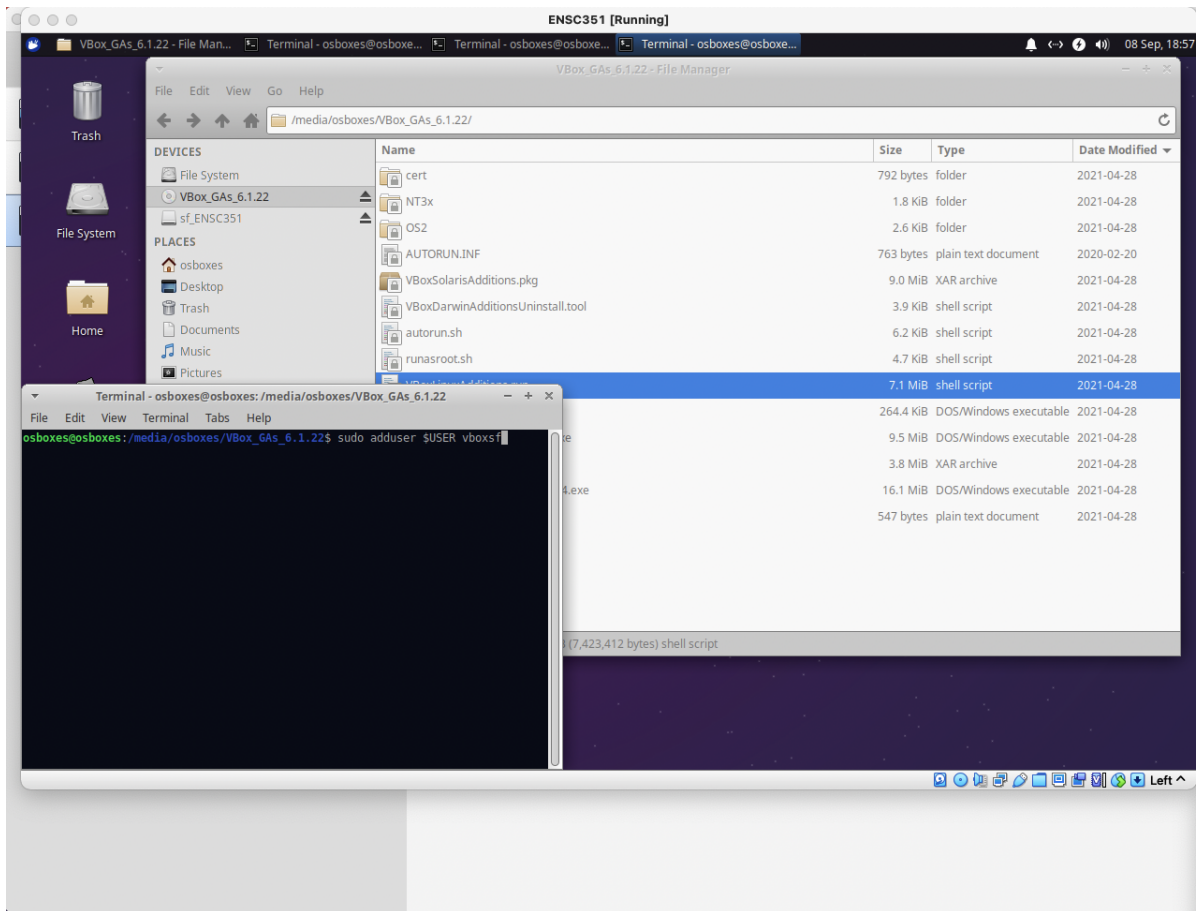 ENSC351 [Running]
VBox_GAs_6.1.22 - File Man... Terminal - osboxes@osboxe... Terminal - osboxes@osboxe... Terminal - osboxes@osboxe... 08 Sep, 18:57
VBox_GAs_6.1.22 - File Manager
File Edit View Go Help
/media/osboxes/VBox_GAs_6.1.22/
Trash
File System
Home
DEVICES
File System
VBox_GAs_6.1.22
sf_ENSC351
PLACES
osboxes
Desktop
Trash
Documents
Music
Pictures
Name Size Type Date Modified
cert 792 bytes folder 2021-04-28
NT3x 1.8 KiB folder 2021-04-28
OS2 2.6 KiB folder 2021-04-28
AUTORUN.INF 763 bytes plain text document 2020-02-20
VBoxSolarisAdditions.pkg 9.0 MiB XAR archive 2021-04-28
VBoxDarwinAdditionsUninstall.tool 3.9 KiB shell script 2021-04-28
autorun.sh 6.2 KiB shell script 2021-04-28
runasroot.sh 4.7 KiB shell script 2021-04-28
VBoxLinuxAdditions.run 7.1 MiB shell script 2021-04-28
264.4 KiB DOS/Windows executable 2021-04-28
9.5 MiB DOS/Windows executable 2021-04-28
3.8 MiB XAR archive 2021-04-28
4.exe 16.1 MiB DOS/Windows executable 2021-04-28
547 bytes plain text document 2021-04-28
(7,423,412 bytes) shell script
Terminal - osboxes@osboxes: /media/osboxes/VBox_GAs_6.1.22
File Edit View Terminal Tabs Help
osboxes@osboxes:/media/osboxes/VBox_GAs_6.1.22$ sudo adduser $USER vboxsf
Left ^